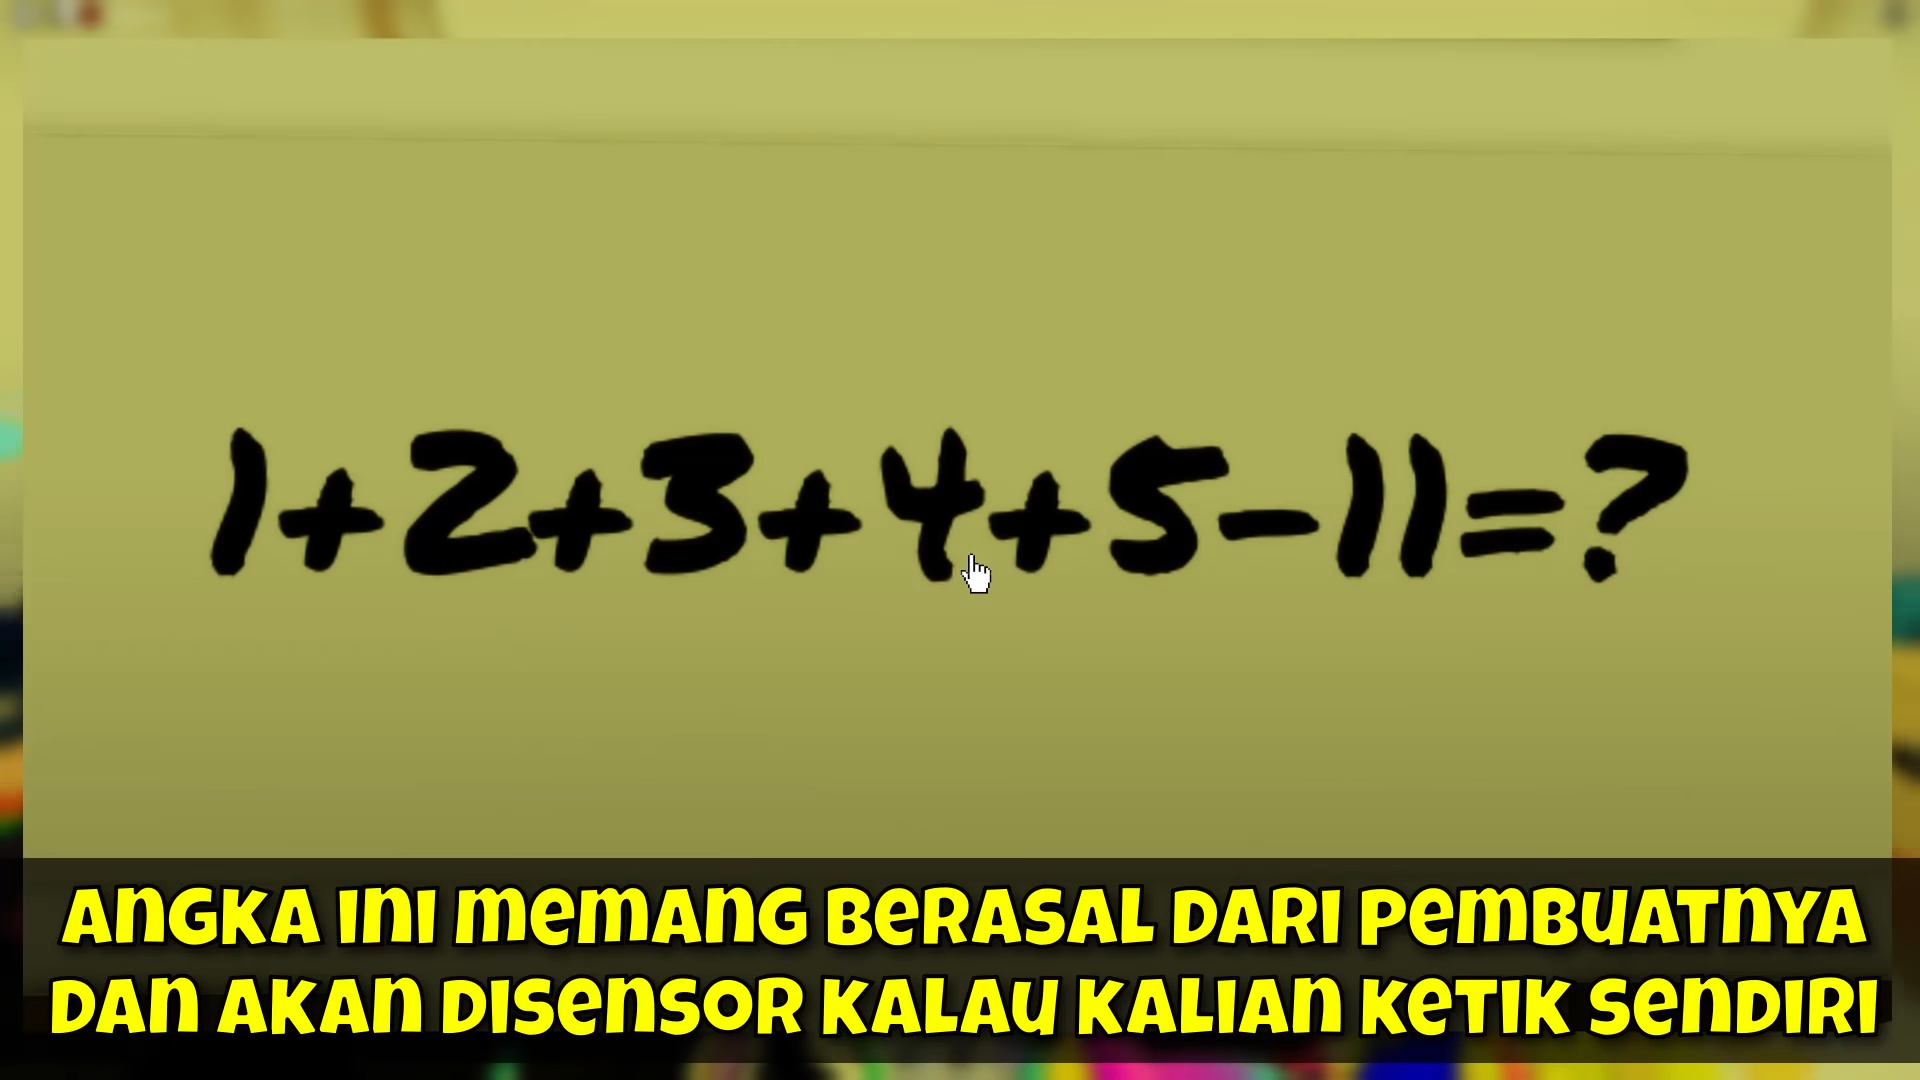 1+2+3+4+5-11=?
ANGKA INI MEMANG BERASAL DARI PEMBUATNYA
DAN AKAN DISENSOR KALAU KALIAN KETIK SENDIRI